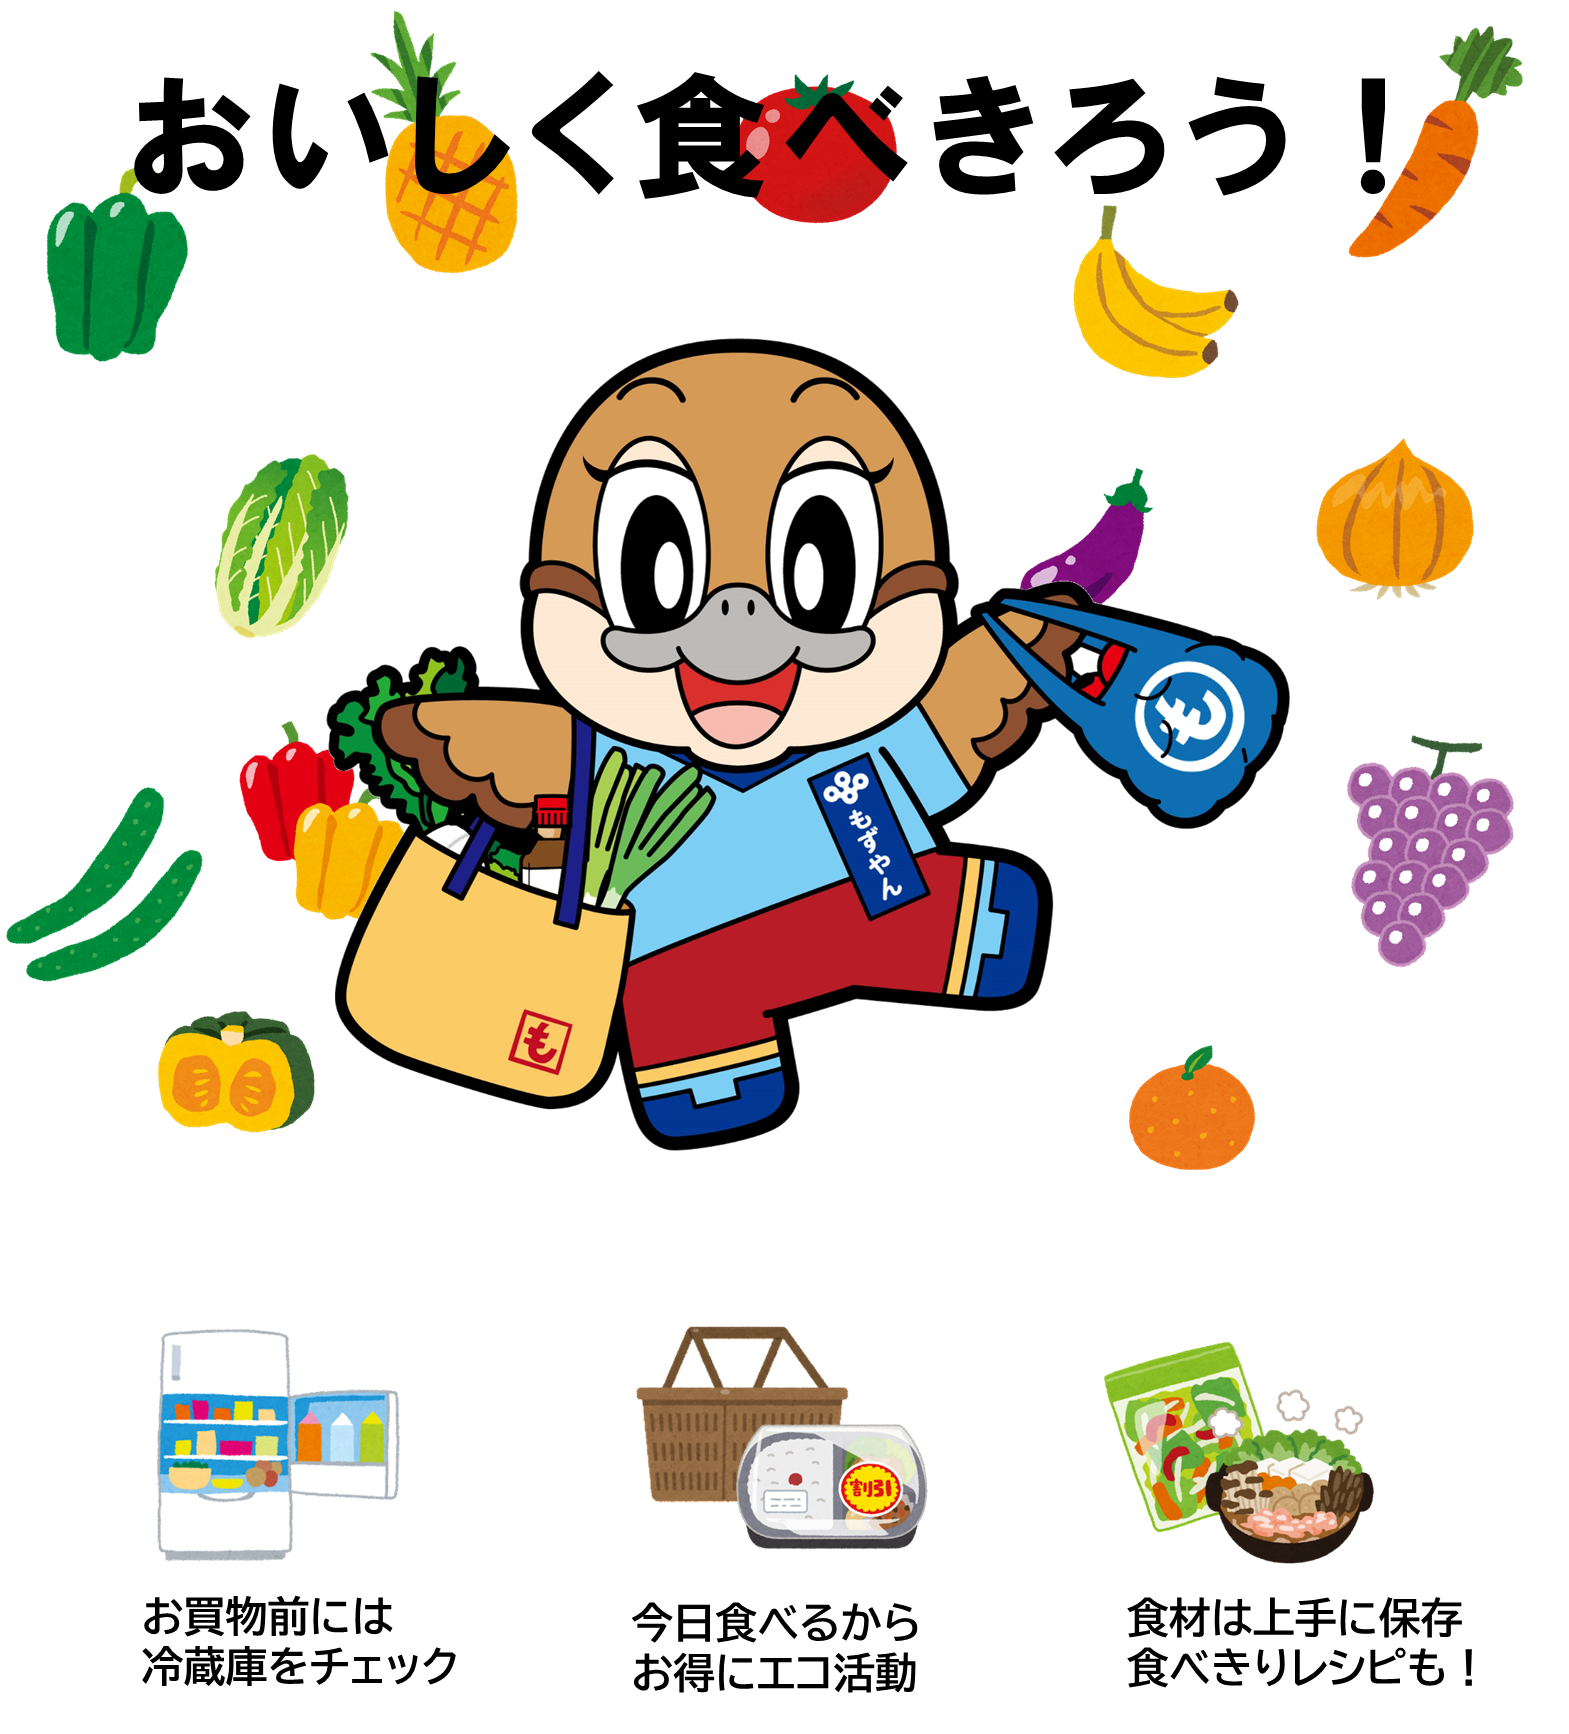 おいしく食べきろう！
も
もずやん
も
割引
お買物前には
冷蔵庫をチェック
今日食べるから
お得にエコ活動
食材は上手に保存
食べきりレシピも！